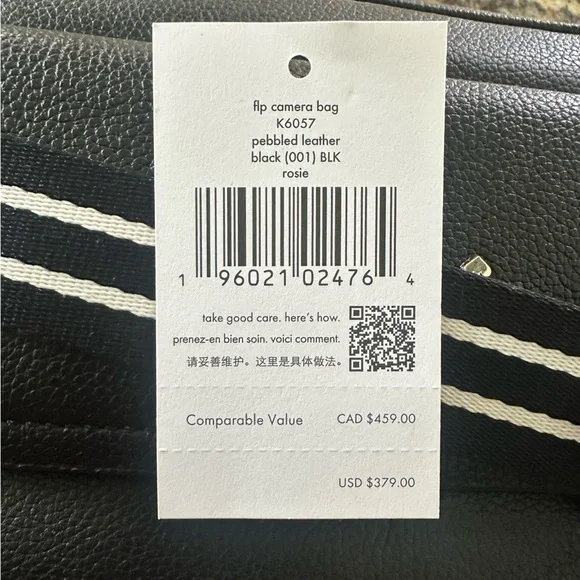 flp camera bag
K6057
pebbled leather
black (001) BLK
rosie
1 96021 02476 4
take good care. here's how.
prenez-en bien soin. voici comment.
请妥善维护。这里是具体做法。
Comparable Value CAD $459.00
USD $379.00